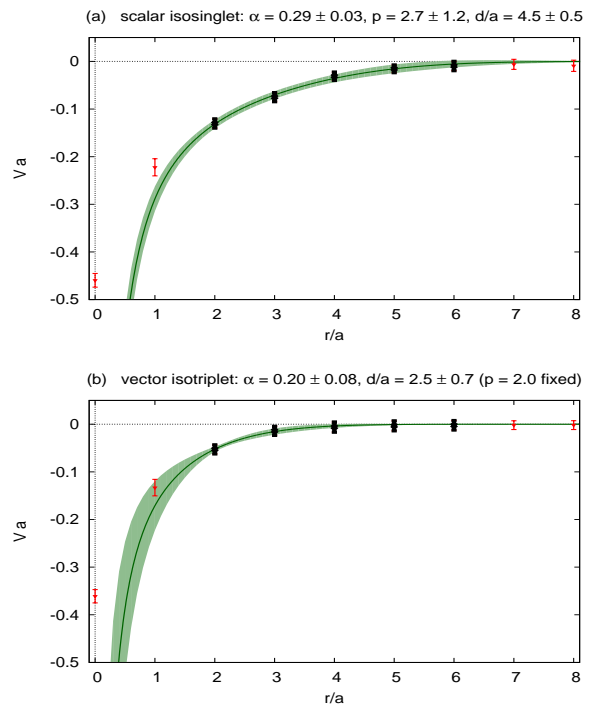 (a) scalar isosinglet: α = 0.29 ± 0.03, p = 2.7 ± 1.2, d/a = 4.5 ± 0.5
0
-0.1
-0.2
-0.3
-0.4
-0.5
V a
0 1 2 3 4 5 6 7 8
r/a
(b) vector isotriplet: α = 0.20 ± 0.08, d/a = 2.5 ± 0.7 (p = 2.0 fixed)
0
-0.1
-0.2
-0.3
-0.4
-0.5
V a
0 1 2 3 4 5 6 7 8
r/a